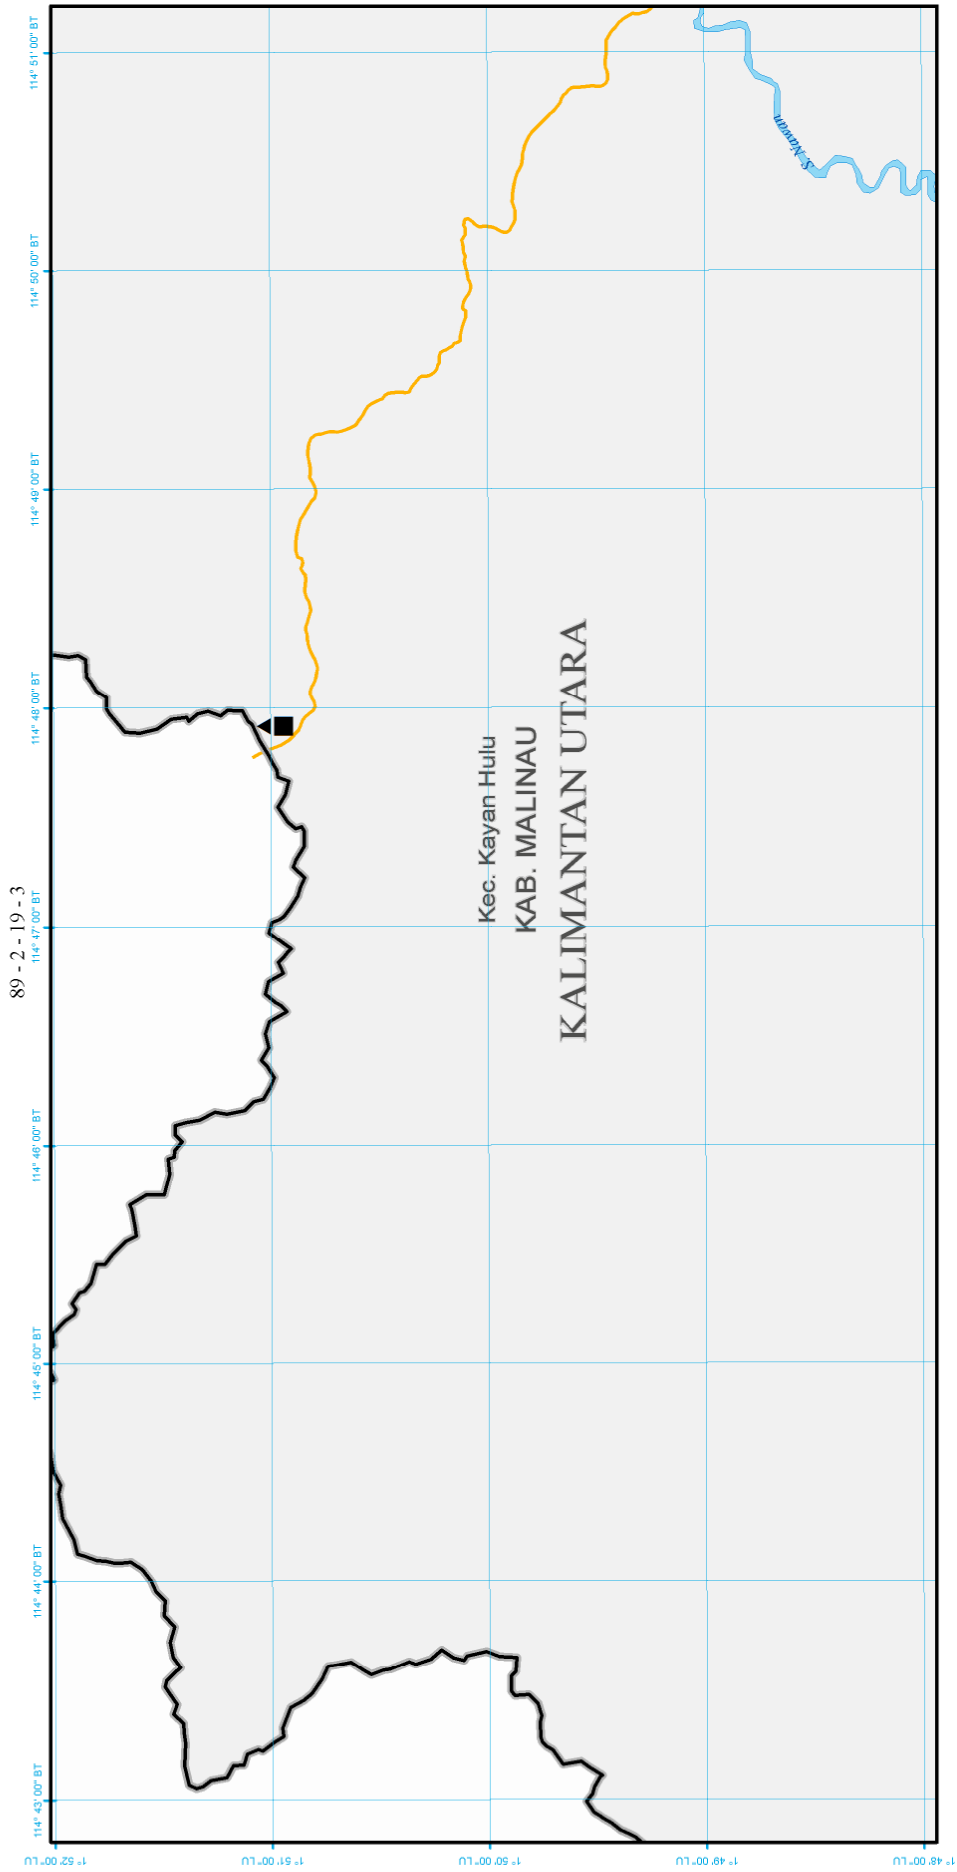 89 - 2 - 19 - 3
114° 43' 00" BT
114° 44' 00" BT
114° 45' 00" BT
114° 46' 00" BT
114° 47' 00" BT
114° 48' 00" BT
114° 49' 00" BT
114° 50' 00" BT
114° 51' 00" BT
1° 52' 00" LU
1° 51' 00" LU
1° 50' 00" LU
1° 49' 00" LU
1° 48' 00" LU
Kec. Kayan Hulu
KAB. MALINAU
KALIMANTAN UTARA
S. Nawan